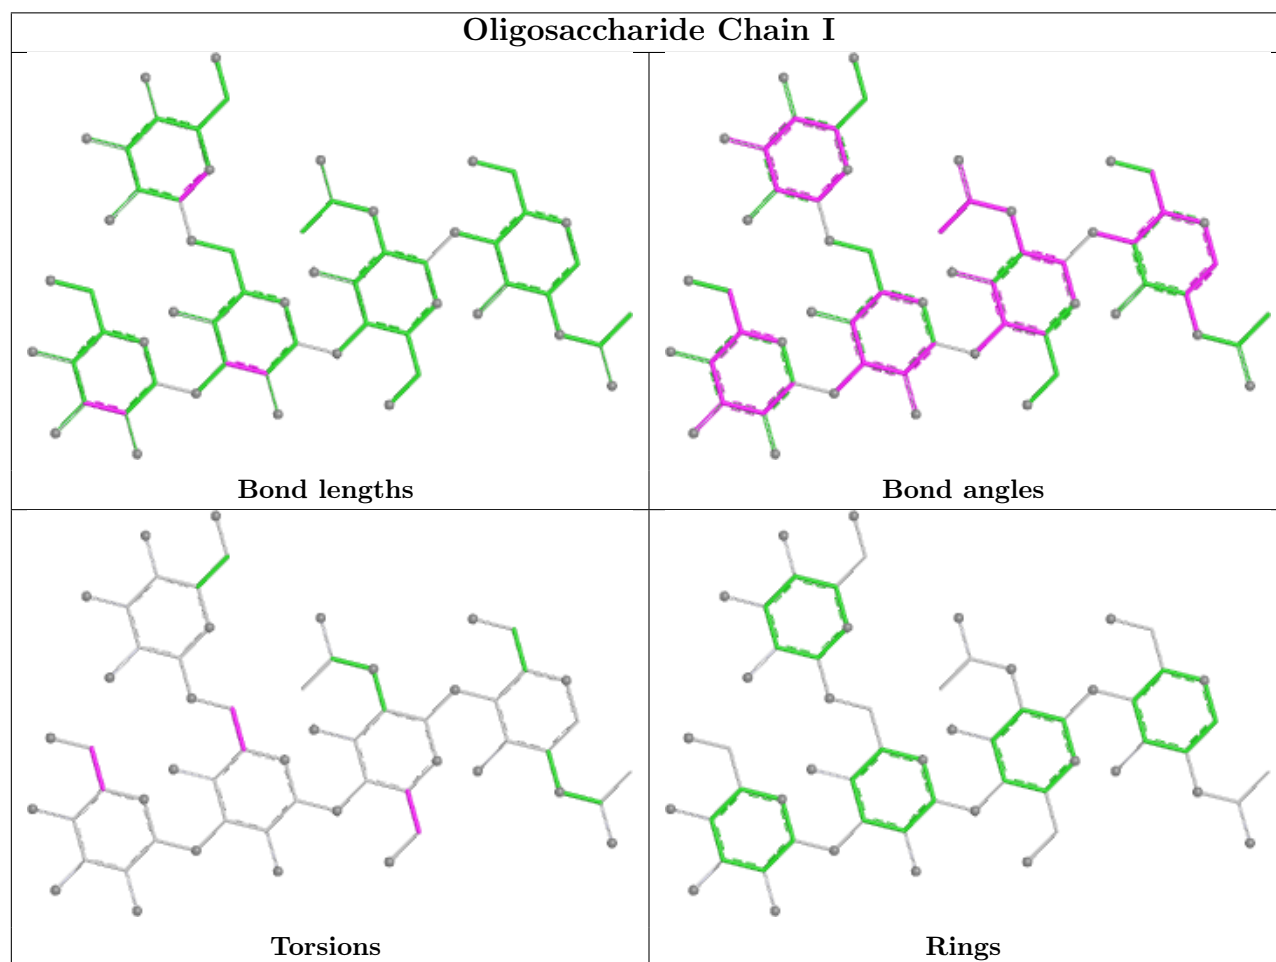 Oligosaccharide Chain I
Bond lengths
Bond angles
Torsions
Rings